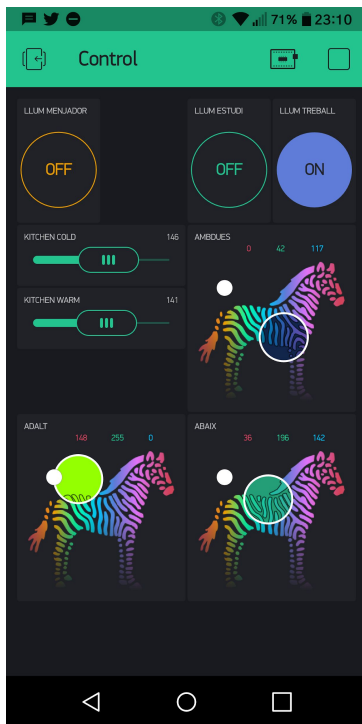 71% 23:10
Control
LLUM MENJADOR
LLUM ESTUDI
LLUM TREBALL
OFF
OFF
ON
KITCHEN COLD
146
AMBDUES
0 42 117
KITCHEN WARM
141
ADALT
148 255 0
ABAIX
36 196 142